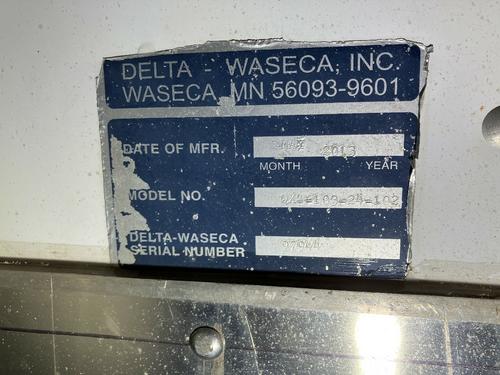 DELTA - WASECA, INC.
WASECA, MN 56093-9601
DATE OF MFR. 2013
MONTH YEAR
MODEL NO.
DELTA-WASECA
SERIAL NUMBER